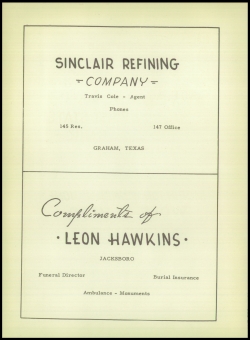 SINCLAIR REFINING
~ COMPANY ~
Travis Cole - Agent
Phones
145 Res. 147 Office
GRAHAM, TEXAS
Compliments of
· LEON HAWKINS ·
JACKSBORO
Funeral Director Burial Insurance
Ambulance - Monuments